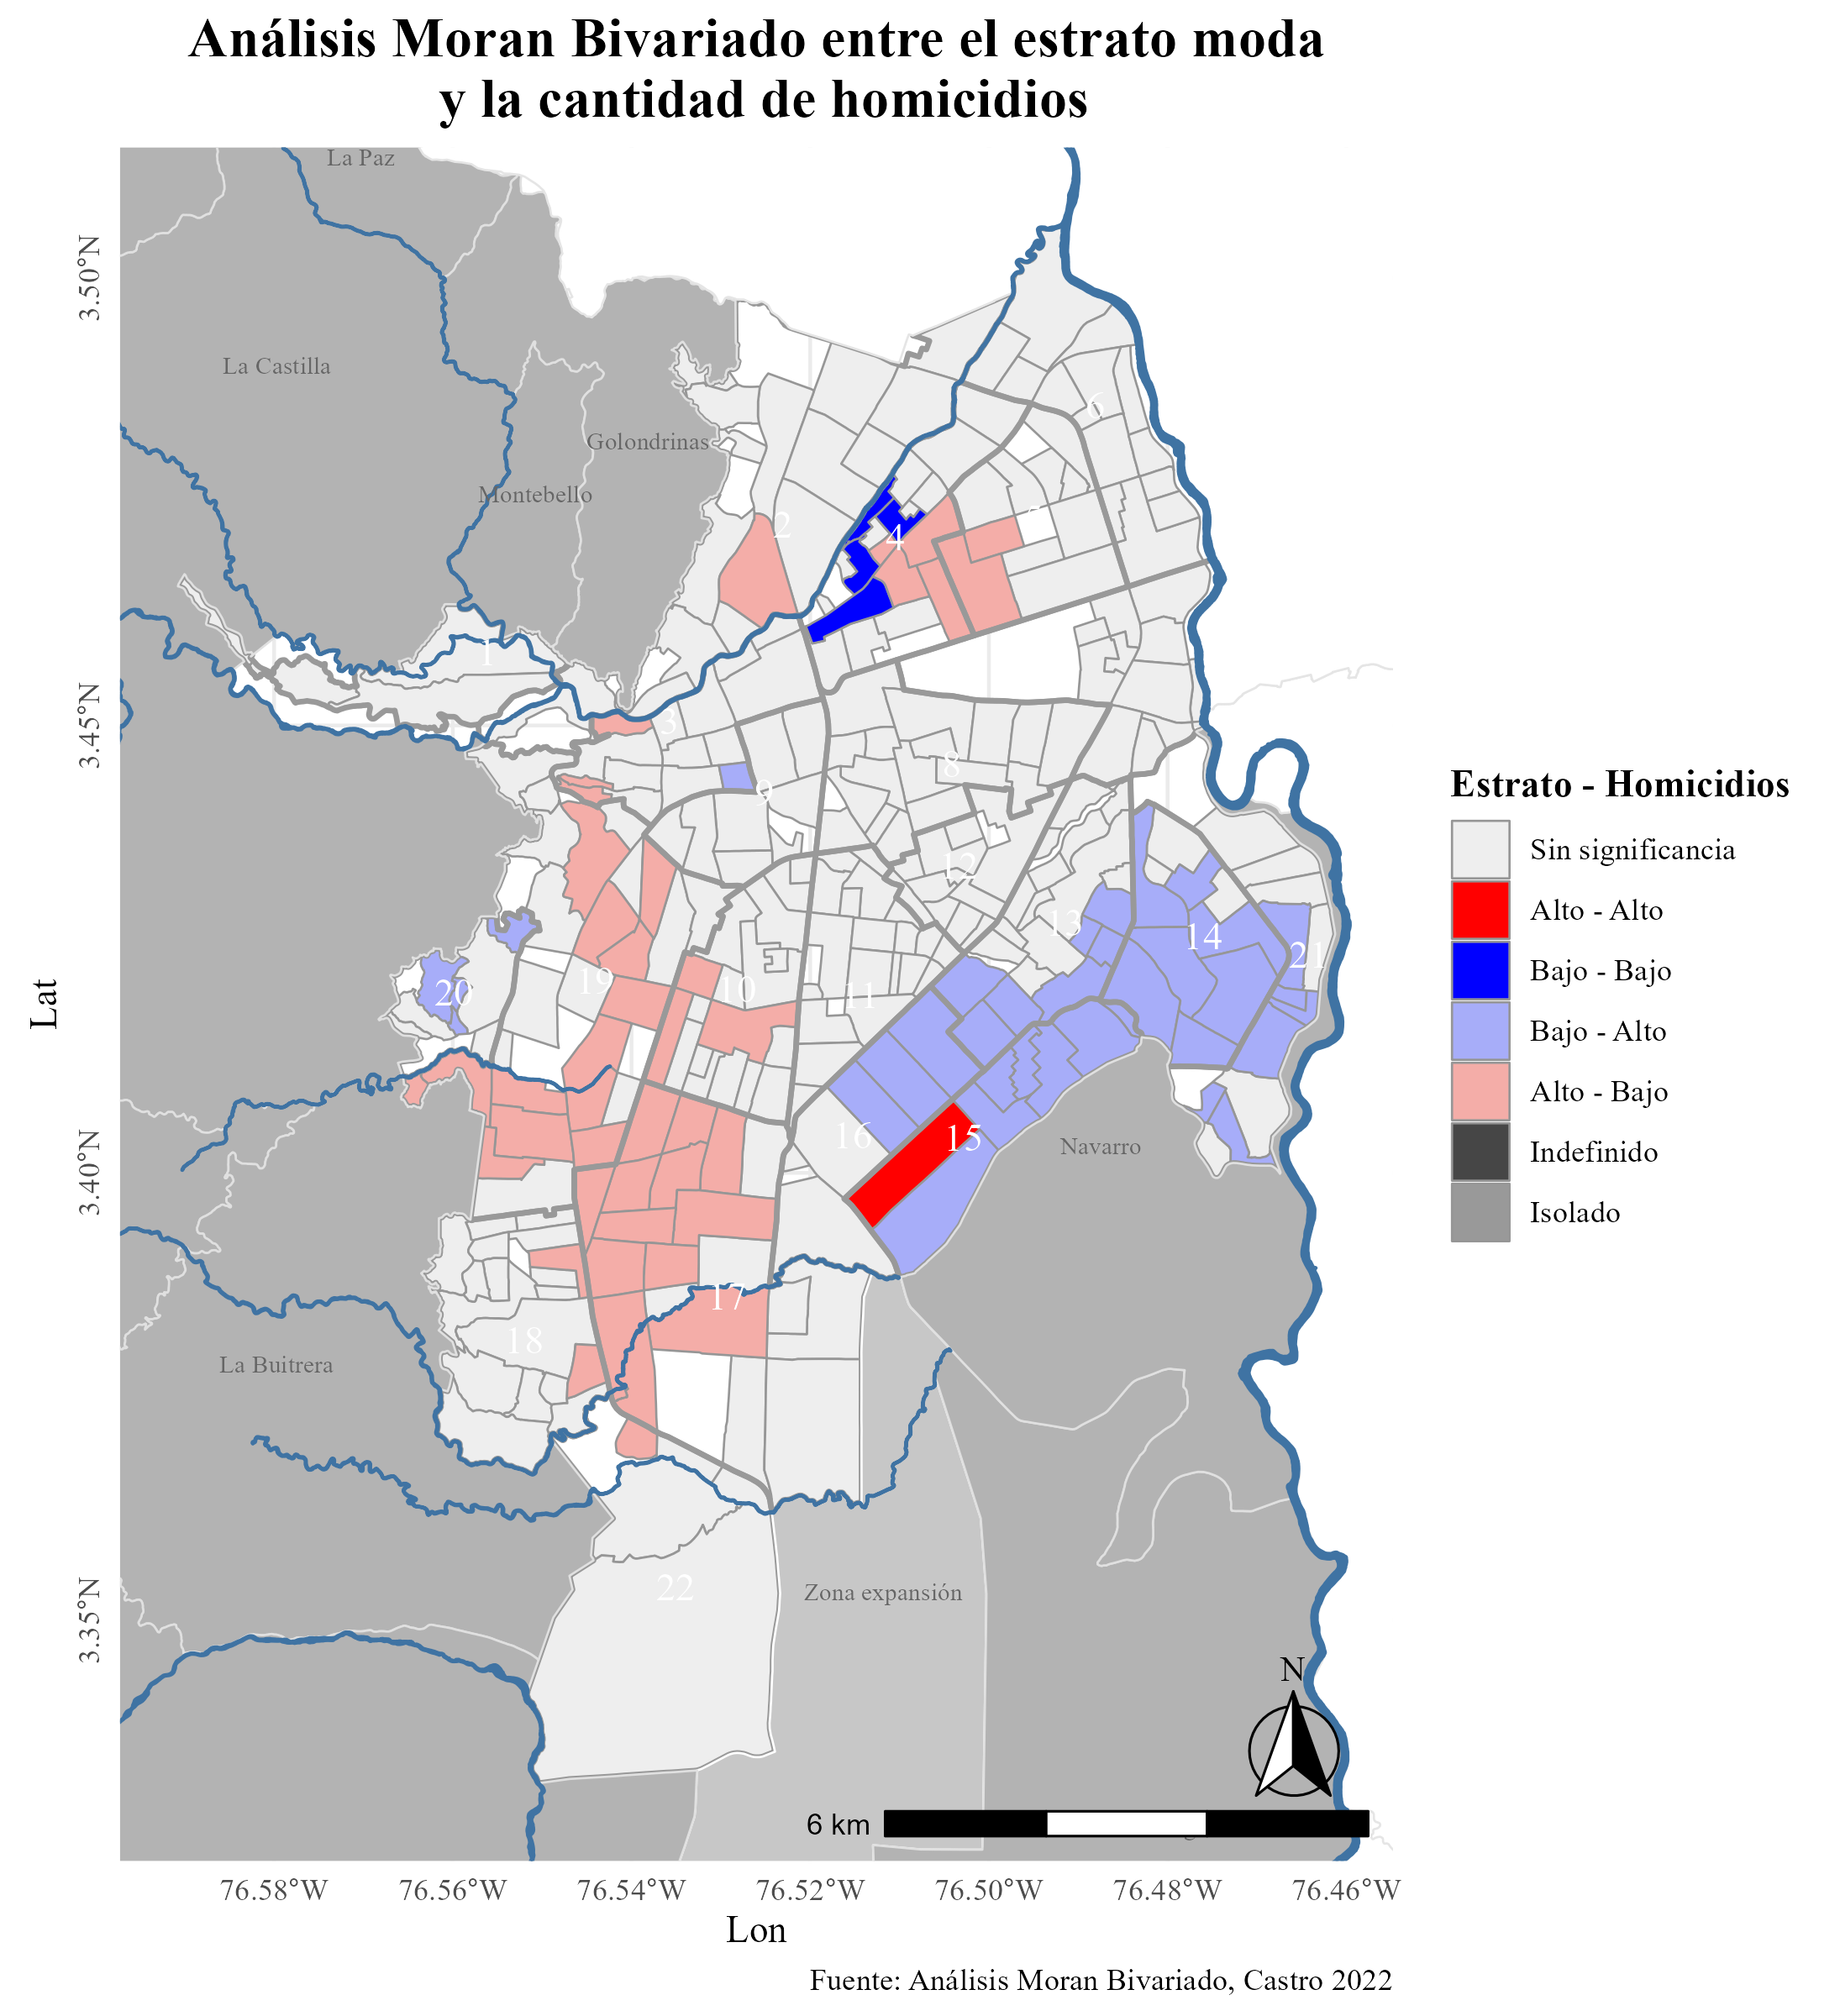 Análisis Moran Bivariado entre el estrato moda
y la cantidad de homicidios
La Paz
3.50°N
La Castilla
6
Golondrinas
Montebello
7
2
4
1
3
3.45°N
8
9
12
13
14
21
20
19
10
11
Lat
16
15
Navarro
3.40°N
17
18
La Buitrera
22
Zona expansión
3.35°N
N
6 km
76.58°W 76.56°W 76.54°W 76.52°W 76.50°W 76.48°W 76.46°W
Lon
Estrato - Homicidios
Sin significancia
Alto - Alto
Bajo - Bajo
Bajo - Alto
Alto - Bajo
Indefinido
Isolado
Fuente: Análisis Moran Bivariado, Castro 2022